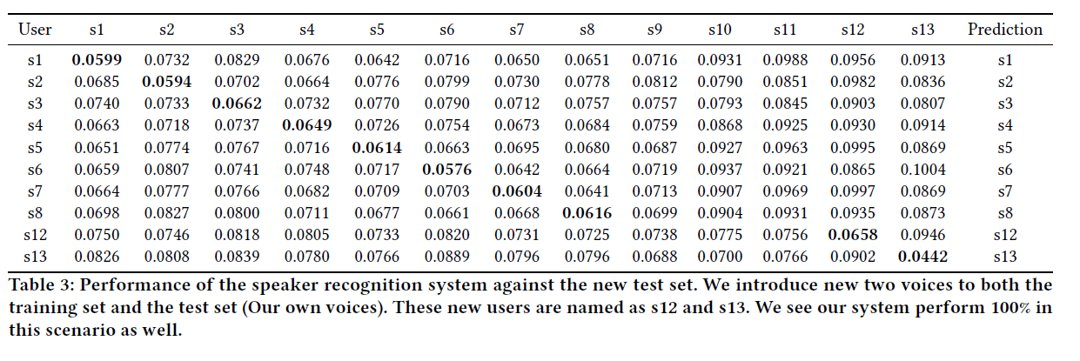 User s1 s2 s3 s4 s5 s6 s7 s8 s9 s10 s11 s12 s13 Prediction
s1 0.0599 0.0732 0.0829 0.0676 0.0642 0.0716 0.0650 0.0651 0.0716 0.0931 0.0988 0.0956 0.0913 s1
s2 0.0685 0.0594 0.0702 0.0664 0.0776 0.0799 0.0730 0.0778 0.0812 0.0790 0.0851 0.0982 0.0836 s2
s3 0.0740 0.0733 0.0662 0.0732 0.0770 0.0790 0.0712 0.0757 0.0757 0.0793 0.0845 0.0903 0.0807 s3
s4 0.0663 0.0718 0.0737 0.0649 0.0726 0.0754 0.0673 0.0684 0.0759 0.0868 0.0925 0.0930 0.0914 s4
s5 0.0651 0.0774 0.0767 0.0716 0.0614 0.0663 0.0695 0.0680 0.0687 0.0927 0.0963 0.0995 0.0869 s5
s6 0.0659 0.0807 0.0741 0.0748 0.0717 0.0576 0.0642 0.0664 0.0719 0.0937 0.0921 0.0865 0.1004 s6
s7 0.0664 0.0777 0.0766 0.0682 0.0709 0.0703 0.0604 0.0641 0.0713 0.0907 0.0969 0.0997 0.0869 s7
s8 0.0698 0.0827 0.0800 0.0711 0.0677 0.0661 0.0668 0.0616 0.0699 0.0904 0.0931 0.0935 0.0873 s8
s12 0.0750 0.0746 0.0818 0.0805 0.0733 0.0820 0.0731 0.0725 0.0738 0.0775 0.0756 0.0658 0.0946 s12
s13 0.0826 0.0808 0.0839 0.0780 0.0766 0.0889 0.0796 0.0796 0.0688 0.0700 0.0766 0.0902 0.0442 s13
Table 3: Performance of the speaker recognition system against the new test set. We introduce new two voices to both the
training set and the test set (Our own voices). These new users are named as s12 and s13. We see our system perform 100% in
this scenario as well.